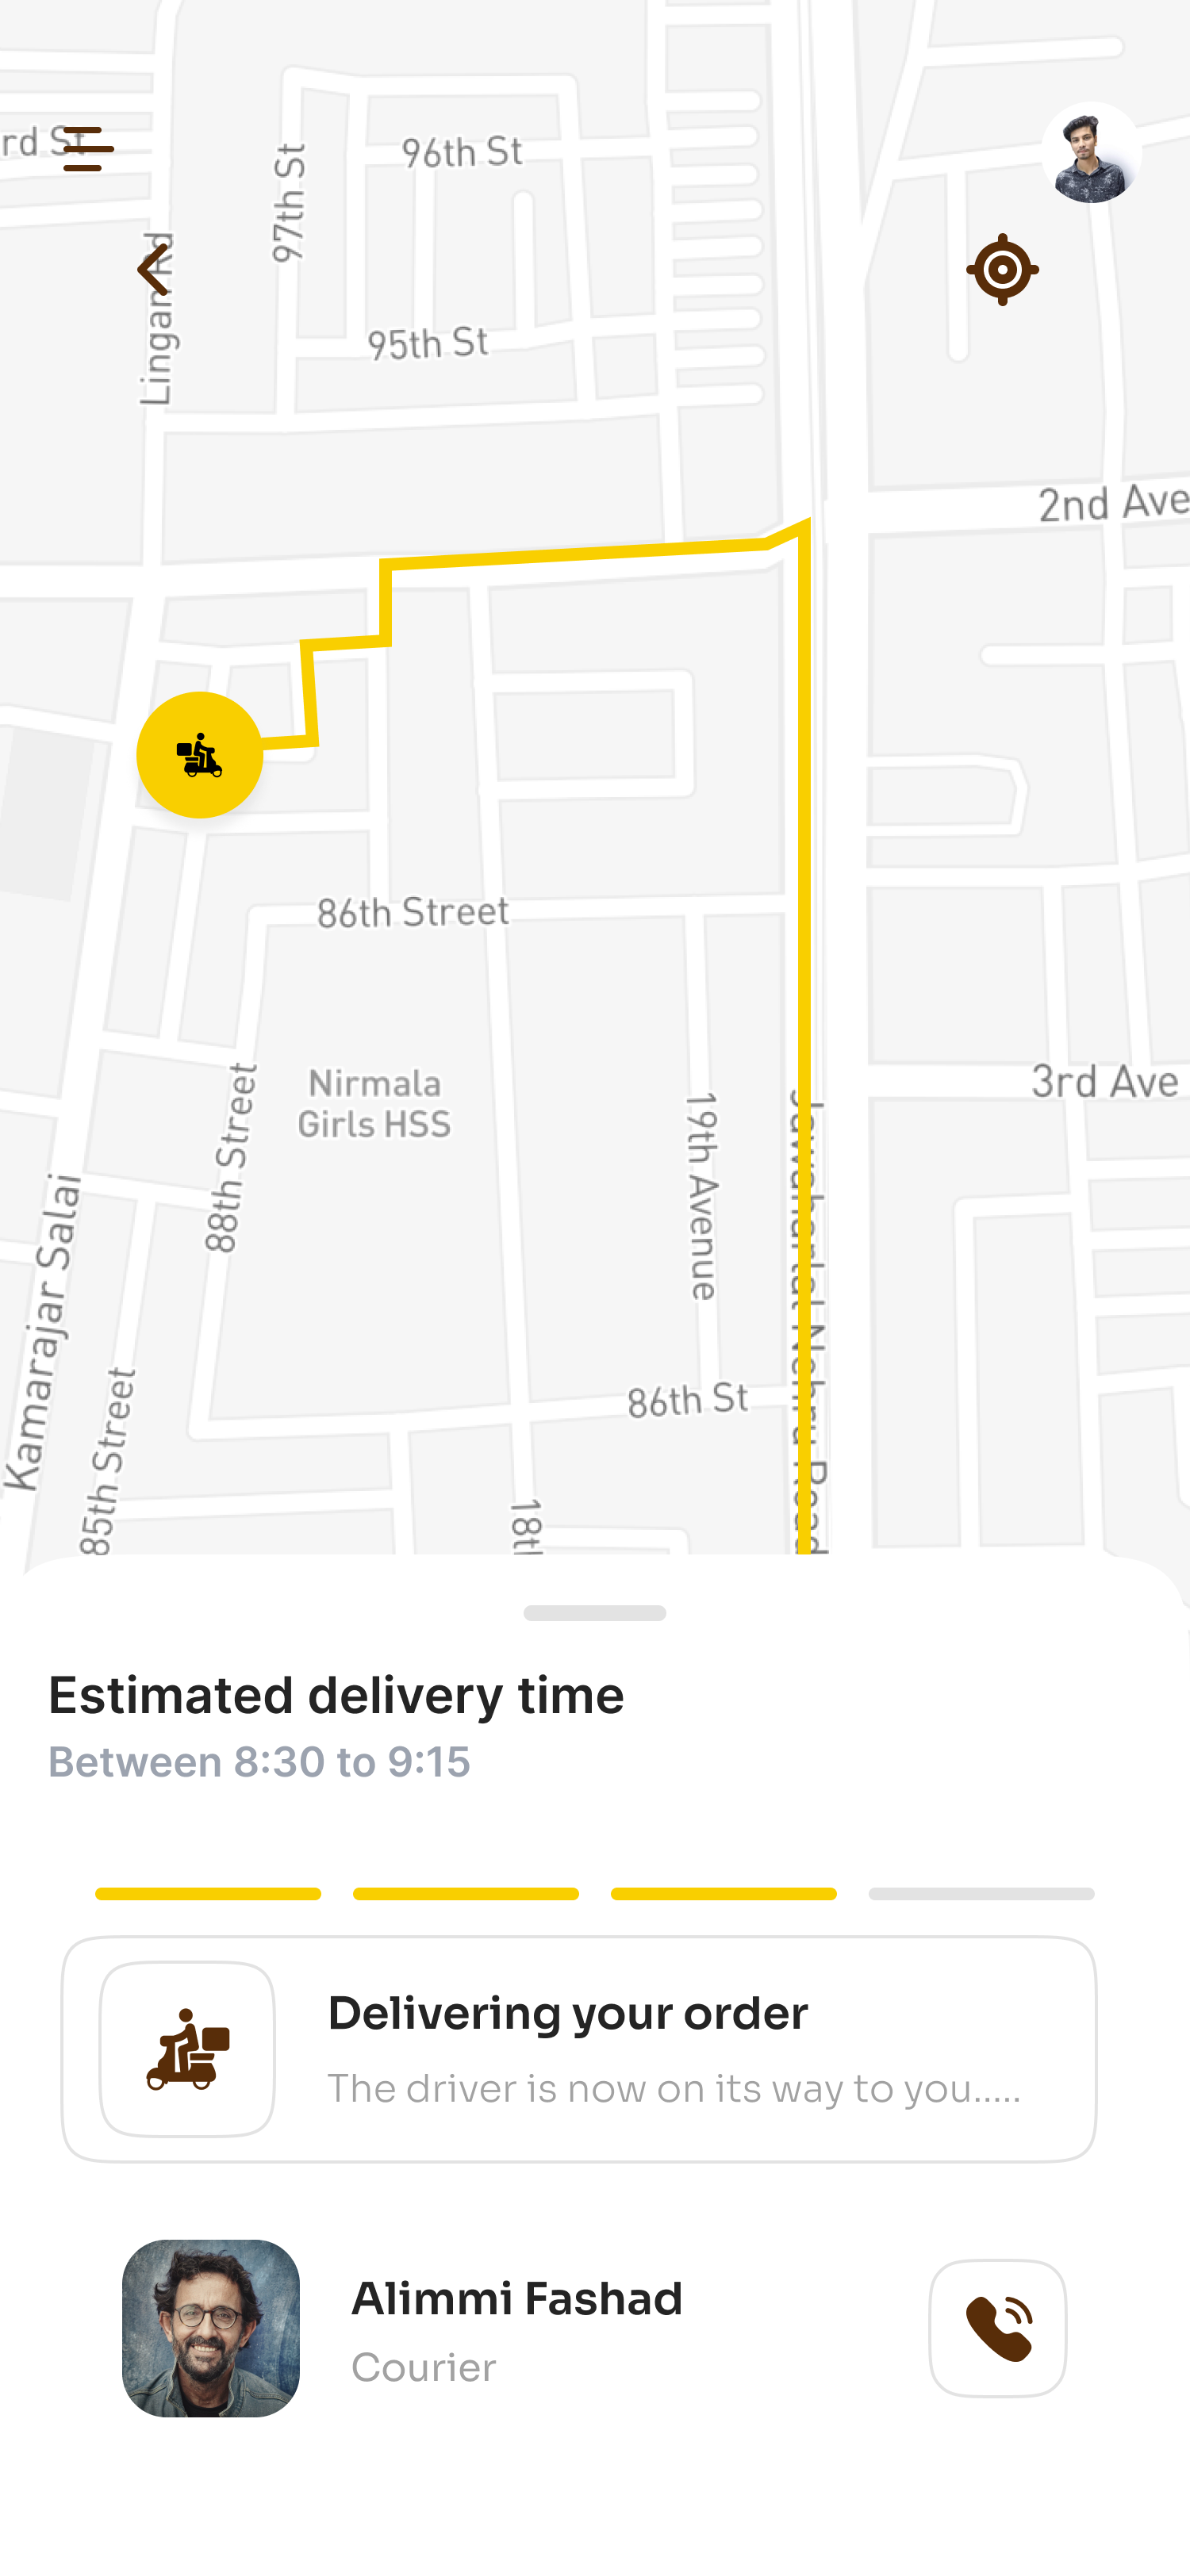 rd St
96th St
97th St
Lingan Rd
95th St
2nd Ave
86th Street
Nirmala
Girls HSS
88th Street
19th Avenue
3rd Ave
Jawaharlal Nehru Road
Kamarajar Salai
86th St
85th Street
Estimated delivery time
Between 8:30 to 9:15
Delivering your order
The driver is now on its way to you.....
Alimmi Fashad
Courier